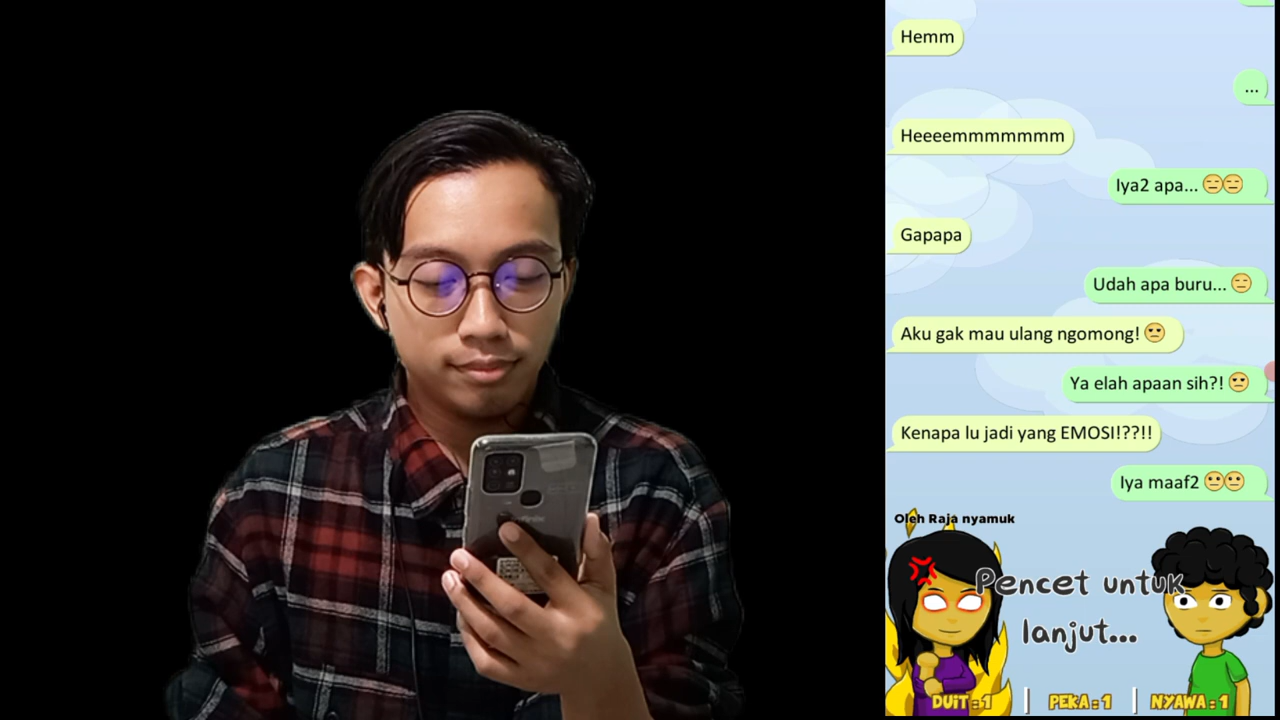 Hemm
...
Heeeemmmmmmm
Iya2 apa... 😑😑
Gapapa
Udah apa buru... 😑
Aku gak mau ulang ngomong! 😒
Ya elah apaan sih?! 😒
Kenapa lu jadi yang EMOSI!??!!
Iya maaf2 😐😐
Oleh Raja nyamuk
Pencet untuk
lanjut...
DUIT : 1 | PEKA : 1 | NYAWA : 1
Infinix